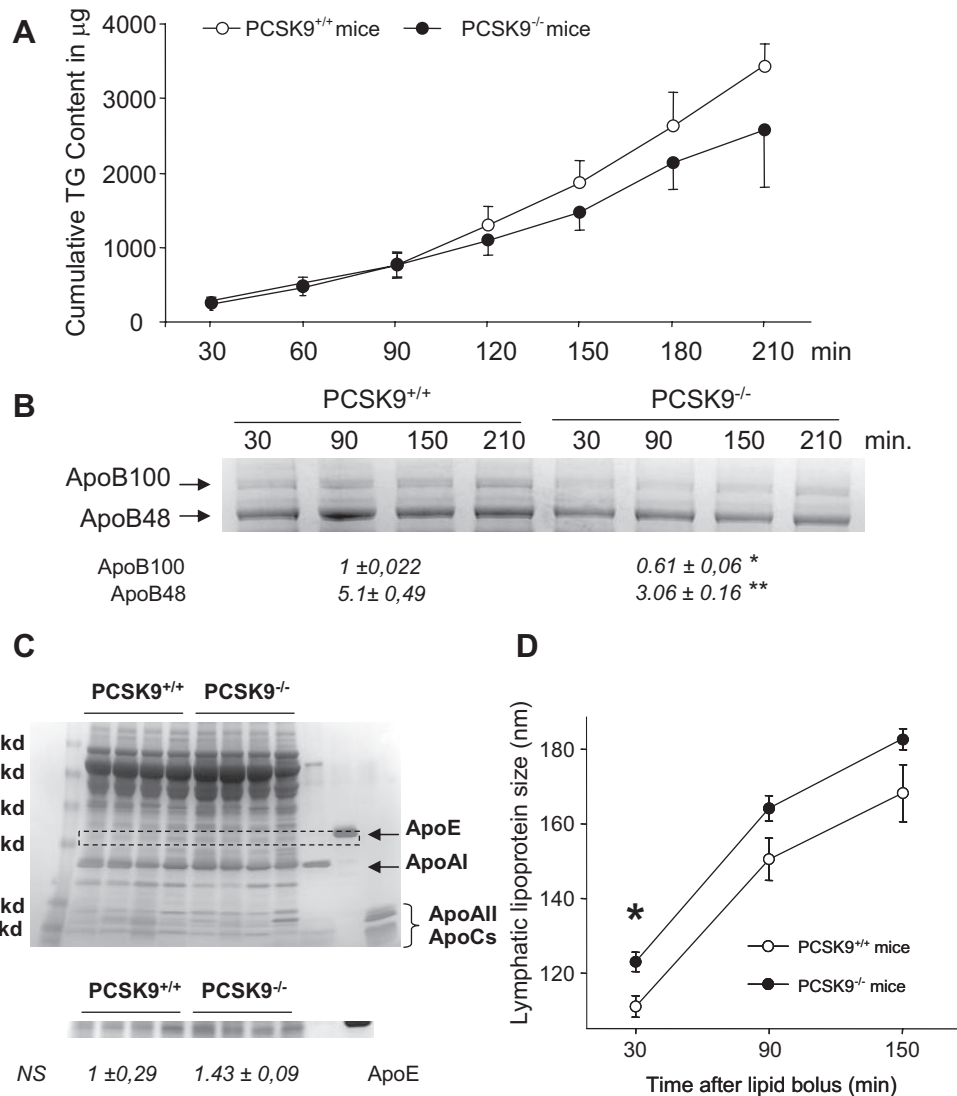 A
PCSK9+/+ mice PCSK9-/- mice
Cumulative TG Content in µg
4000
3000
2000
1000
0
30 60 90 120 150 180 210 min
B
PCSK9+/+ PCSK9-/-
30 90 150 210 30 90 150 210 min.
ApoB100
ApoB48
ApoB100 1 ±0,022 0.61 ± 0,06 *
ApoB48 5.1± 0,49 3.06 ± 0.16 **
C
PCSK9+/+ PCSK9-/-
kd
kd
kd
kd
kd
kd
ApoE
ApoAI
ApoAII
ApoCs
PCSK9+/+ PCSK9-/-
NS 1 ±0,29 1.43 ± 0,09 ApoE
D
Lymphatic lipoprotein size (nm)
180
160
140
120
*
PCSK9+/+ mice
PCSK9-/- mice
30 90 150
Time after lipid bolus (min)